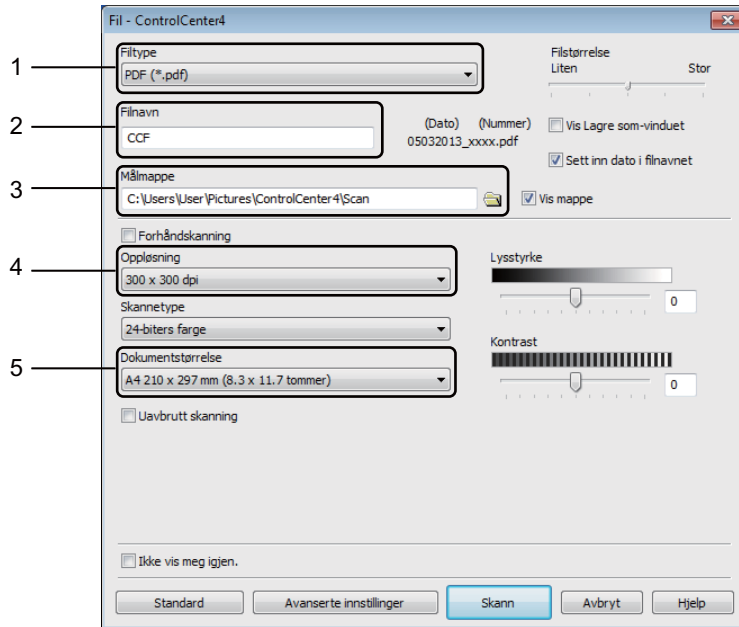 Fil - ControlCenter4
1
Filtype
PDF (*.pdf)
Filstørrelse
Liten Stor
2
Filnavn
CCF
(Dato) (Nummer)
05032013_xxxx.pdf
Vis Lagre som-vinduet
Sett inn dato i filnavnet
3
Målmappe
C:\Users\User\Pictures\ControlCenter4\Scan
Vis mappe
Forhåndskanning
4
Oppløsning
300 x 300 dpi
Lysstyrke
0
Skannetype
24-biters farge
Kontrast
0
5
Dokumentstørrelse
A4 210 x 297 mm (8.3 x 11.7 tommer)
Uavbrutt skanning
Ikke vis meg igjen.
Standard Avanserte innstillinger Skann Avbryt Hjelp